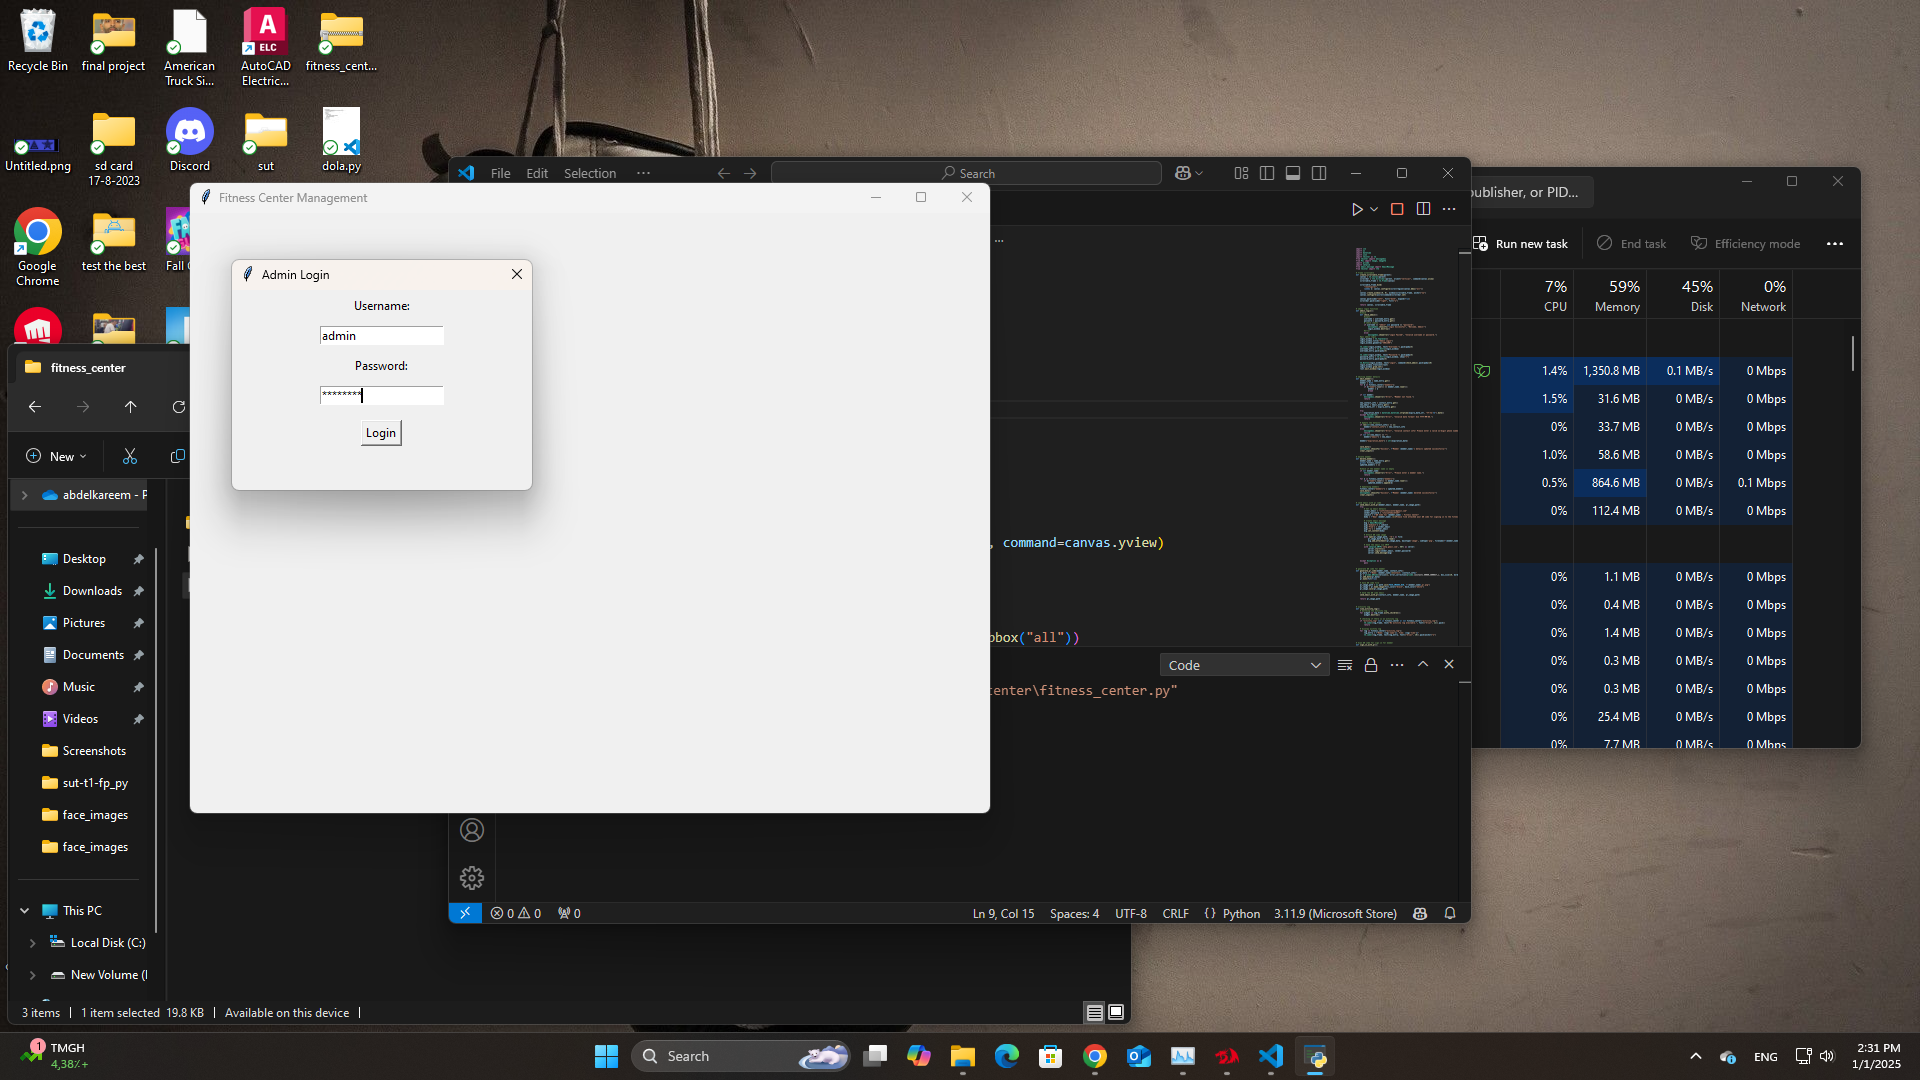 Recycle Bin
final project
American
Truck Si...
AutoCAD
Electric...
fitness_cent...
A
ELC
Untitled.png
sd card
17-8-2023
Discord
sut
dola.py
Google
Chrome
test the best
Fall
File
Edit
Selection
Search
Fitness Center Management
Admin Login
Username:
admin
Password:
********
Login
, command=canvas.yview)
bbox("all"))
Code
center\fitness_center.py"
0
0
0
Ln 9, Col 15
Spaces: 4
UTF-8
CRLF
Python
3.11.9 (Microsoft Store)
publisher, or PID...
Run new task
End task
Efficiency mode
7%
59%
45%
0%
CPU
Memory
Disk
Network
1.4% 1,350.8 MB 0.1 MB/s 0 Mbps
1.5% 31.6 MB 0 MB/s 0 Mbps
0% 33.7 MB 0 MB/s 0 Mbps
1.0% 58.6 MB 0 MB/s 0 Mbps
0.5% 864.6 MB 0 MB/s 0.1 Mbps
0% 112.4 MB 0 MB/s 0 Mbps
0% 1.1 MB 0 MB/s 0 Mbps
0% 0.4 MB 0 MB/s 0 Mbps
0% 1.4 MB 0 MB/s 0 Mbps
0% 0.3 MB 0 MB/s 0 Mbps
0% 0.3 MB 0 MB/s 0 Mbps
0% 25.4 MB 0 MB/s 0 Mbps
0% 7.7 MB 0 MB/s 0 Mbps
fitness_center
New
abdelkareem - P
Desktop
Downloads
Pictures
Documents
Music
Videos
Screenshots
sut-t1-fp_py
face_images
face_images
This PC
Local Disk (C:)
New Volume (
3 items
1 item selected
19.8 KB
Available on this device
1
TMGH
4,38٪+
Search
ENG
2:31 PM
1/1/2025